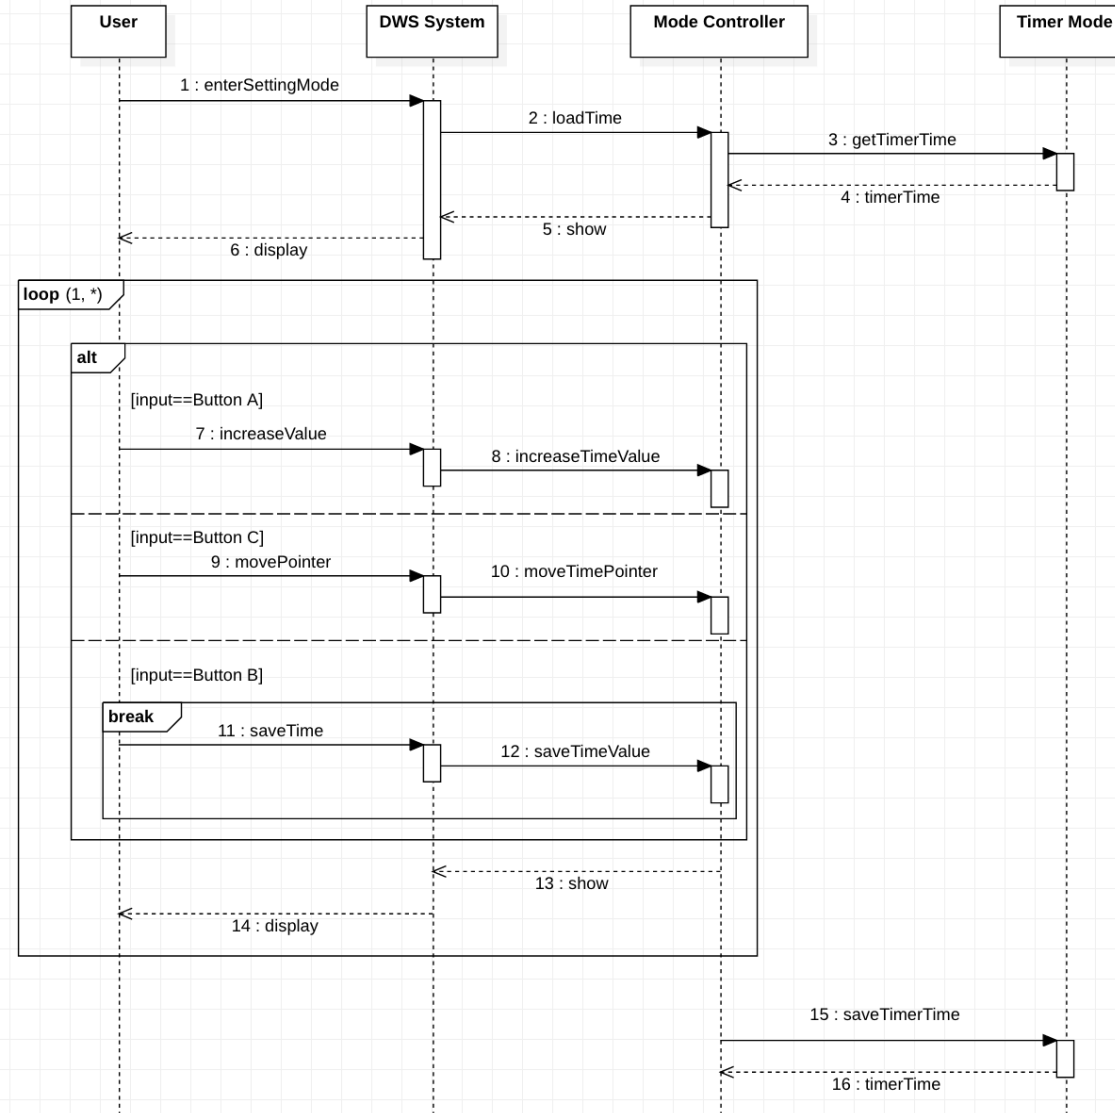 User
DWS System
Mode Controller
Timer Mode
1 : enterSettingMode
2 : loadTime
3 : getTimerTime
4 : timerTime
5 : show
6 : display
loop (1, *)
alt
[input==Button A]
7 : increaseValue
8 : increaseTimeValue
[input==Button C]
9 : movePointer
10 : moveTimePointer
[input==Button B]
break
11 : saveTime
12 : saveTimeValue
13 : show
14 : display
15 : saveTimerTime
16 : timerTime